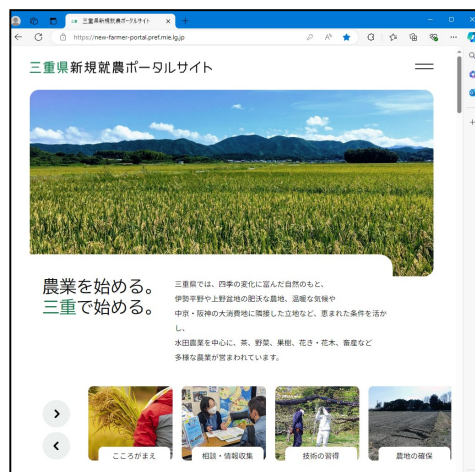 三重県新規就農ポータルサイト
https://new-farmer-portal.pref.mie.lg.jp
三重県新規就農ポータルサイト
農業を始める。
三重で始める。
三重県では、四季の変化に富んだ自然のもと、
伊勢平野や上野盆地の肥沃な農地、温暖な気候や
中京・阪神の大消費地に隣接した立地など、恵まれた条件を活か
し、
水田農業を中心に、茶、野菜、果樹、花き・花木、畜産など
多様な農業が営まれています。
こころがまえ
相談・情報収集
技術の習得
農地の確保